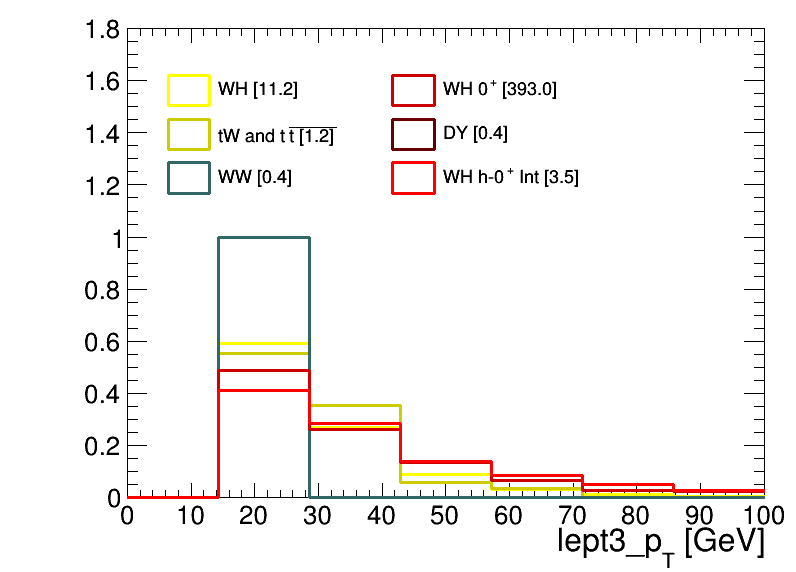 1.8
1.6
WH [11.2]
WH 0⁺ [393.0]
1.4
tW and t t̅ [1.2]
DY [0.4]
1.2
WW [0.4]
WH h-0⁺ Int [3.5]
1
0.8
0.6
0.4
0.2
0
0 10 20 30 40 50 60 70 80 90 100
lept3_p_T [GeV]